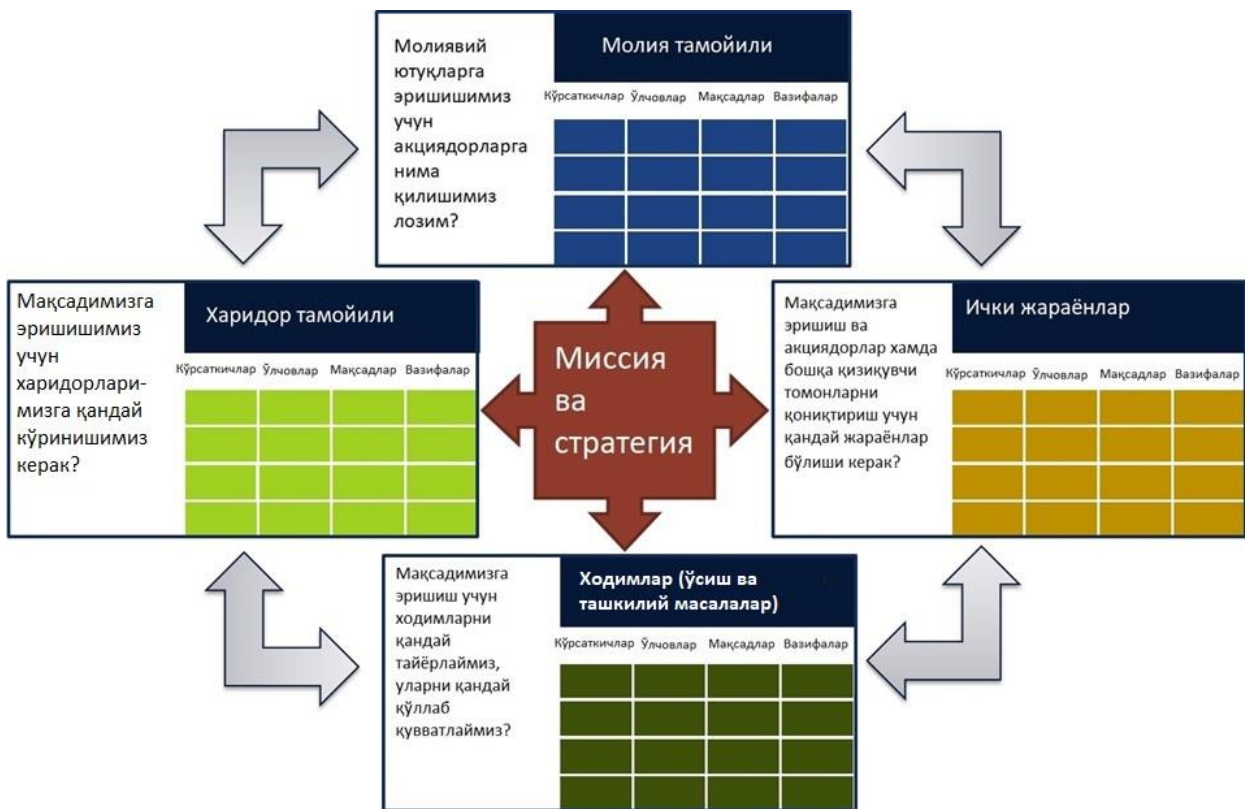 Молиявий
ютуқларга
эришишимиз
учун
акциядорларга
нима
қилишимиз
лозим?
Молия тамойили
Кўрсаткичлар Ўлчовлар Мақсадлар Вазифалар
Мақсадимизга
эришишимиз
учун
харидорлари-
мизга қандай
кўринишимиз
керак?
Харидор тамойили
Кўрсаткичлар Ўлчовлар Мақсадлар Вазифалар
Миссия
ва
стратегия
Мақсадимизга
эришиш ва
акциядорлар хамда
бошқа қизиқувчи
томонларни
қониқтириш учун
қандай жараёнлар
бўлиши керак?
Ички жараёнлар
Кўрсаткичлар Ўлчовлар Мақсадлар Вазифалар
Мақсадимизга
эришиш учун
ходимларни
қандай
тайёрлаймиз,
уларни қандай
қўллаб
қувватлаймиз?
Ходимлар (ўсиш ва
ташкилий масалалар)
Кўрсаткичлар Ўлчовлар Мақсадлар Вазифалар